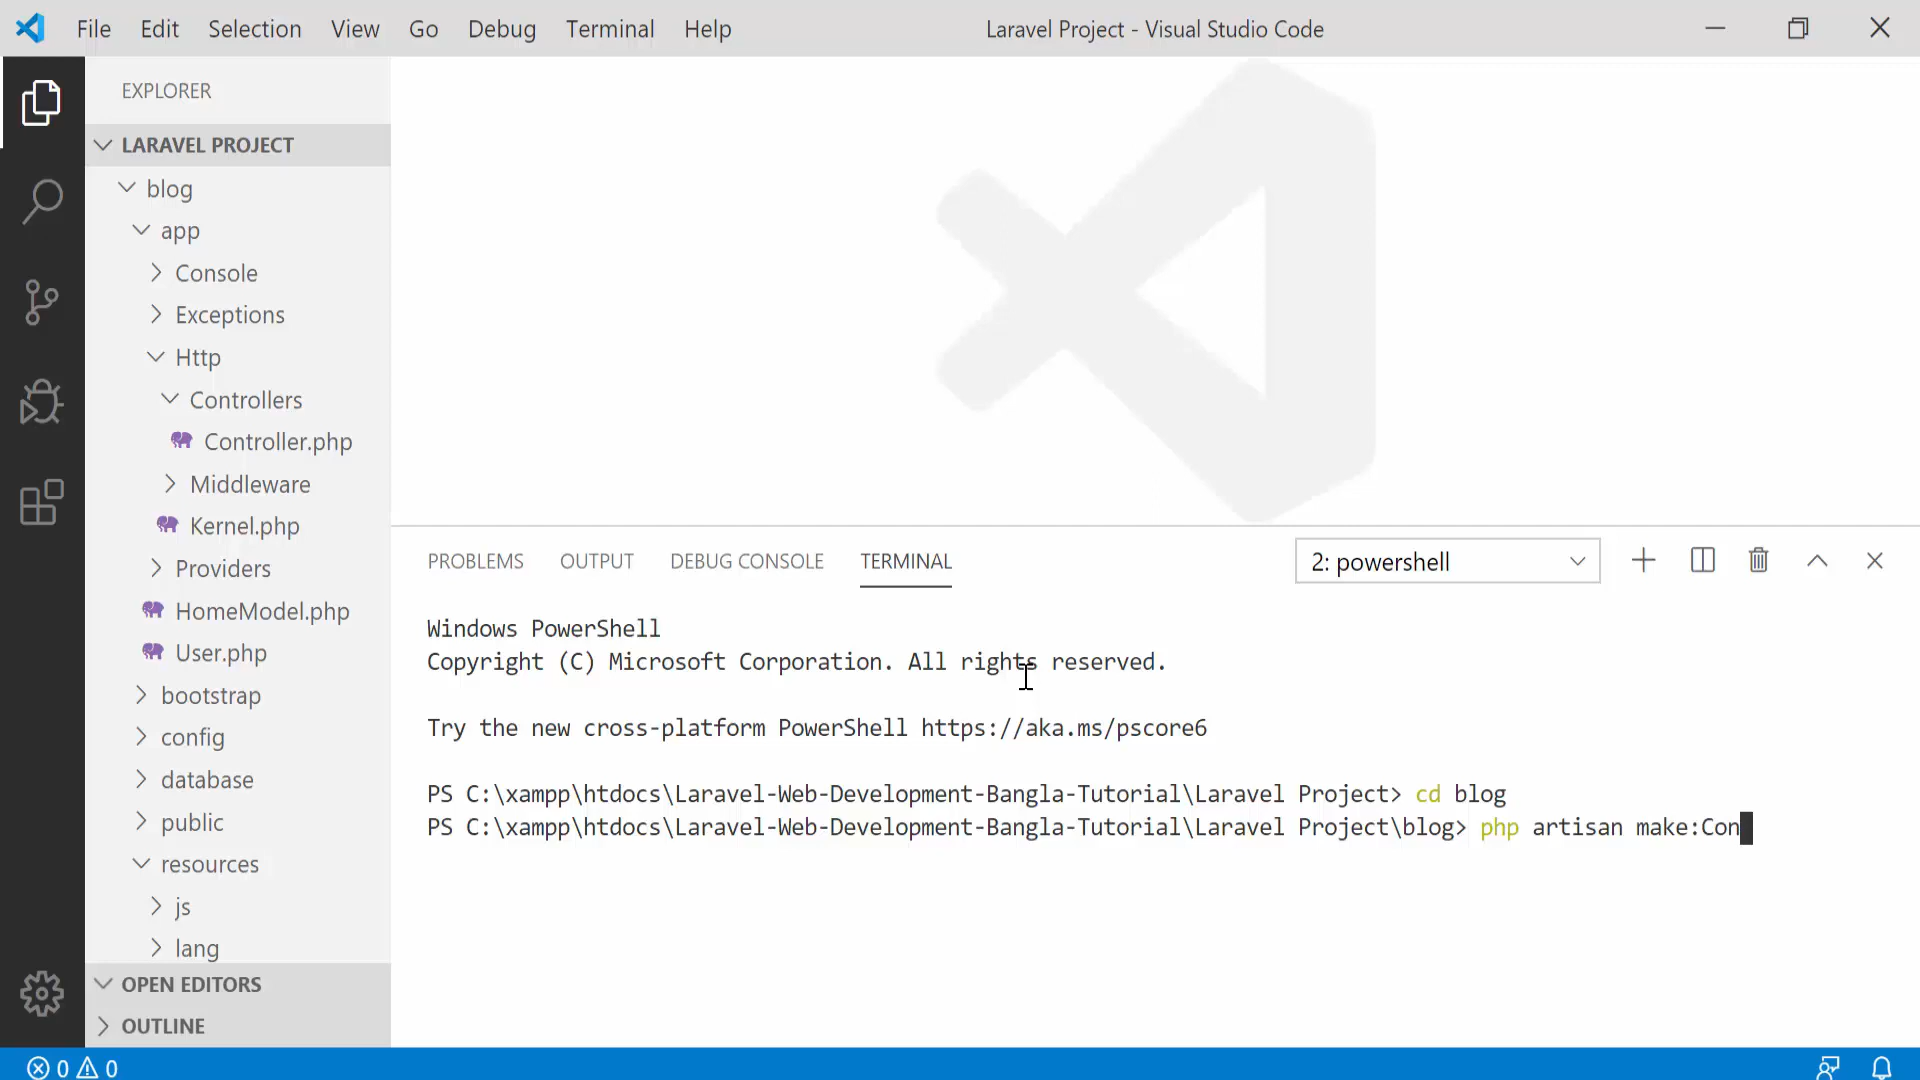 File Edit Selection View Go Debug Terminal Help
Laravel Project - Visual Studio Code
EXPLORER
LARAVEL PROJECT
blog
app
Console
Exceptions
Http
Controllers
Controller.php
Middleware
Kernel.php
Providers
HomeModel.php
User.php
bootstrap
config
database
public
resources
js
lang
OPEN EDITORS
OUTLINE
PROBLEMS OUTPUT DEBUG CONSOLE TERMINAL
2: powershell
Windows PowerShell
Copyright (C) Microsoft Corporation. All rights reserved.
Try the new cross-platform PowerShell https://aka.ms/pscore6
PS C:\xampp\htdocs\Laravel-Web-Development-Bangla-Tutorial\Laravel Project> cd blog
PS C:\xampp\htdocs\Laravel-Web-Development-Bangla-Tutorial\Laravel Project\blog> php artisan make:Con
0 0